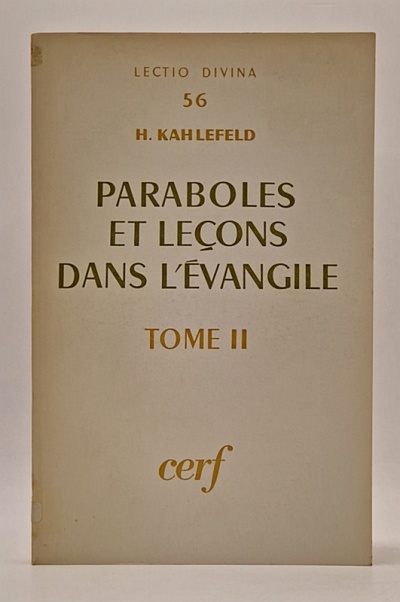 LECTIO DIVINA
56
H. KAHLEFELD
PARABOLES
ET LEÇONS
DANS L'ÉVANGILE
TOME II
cerf